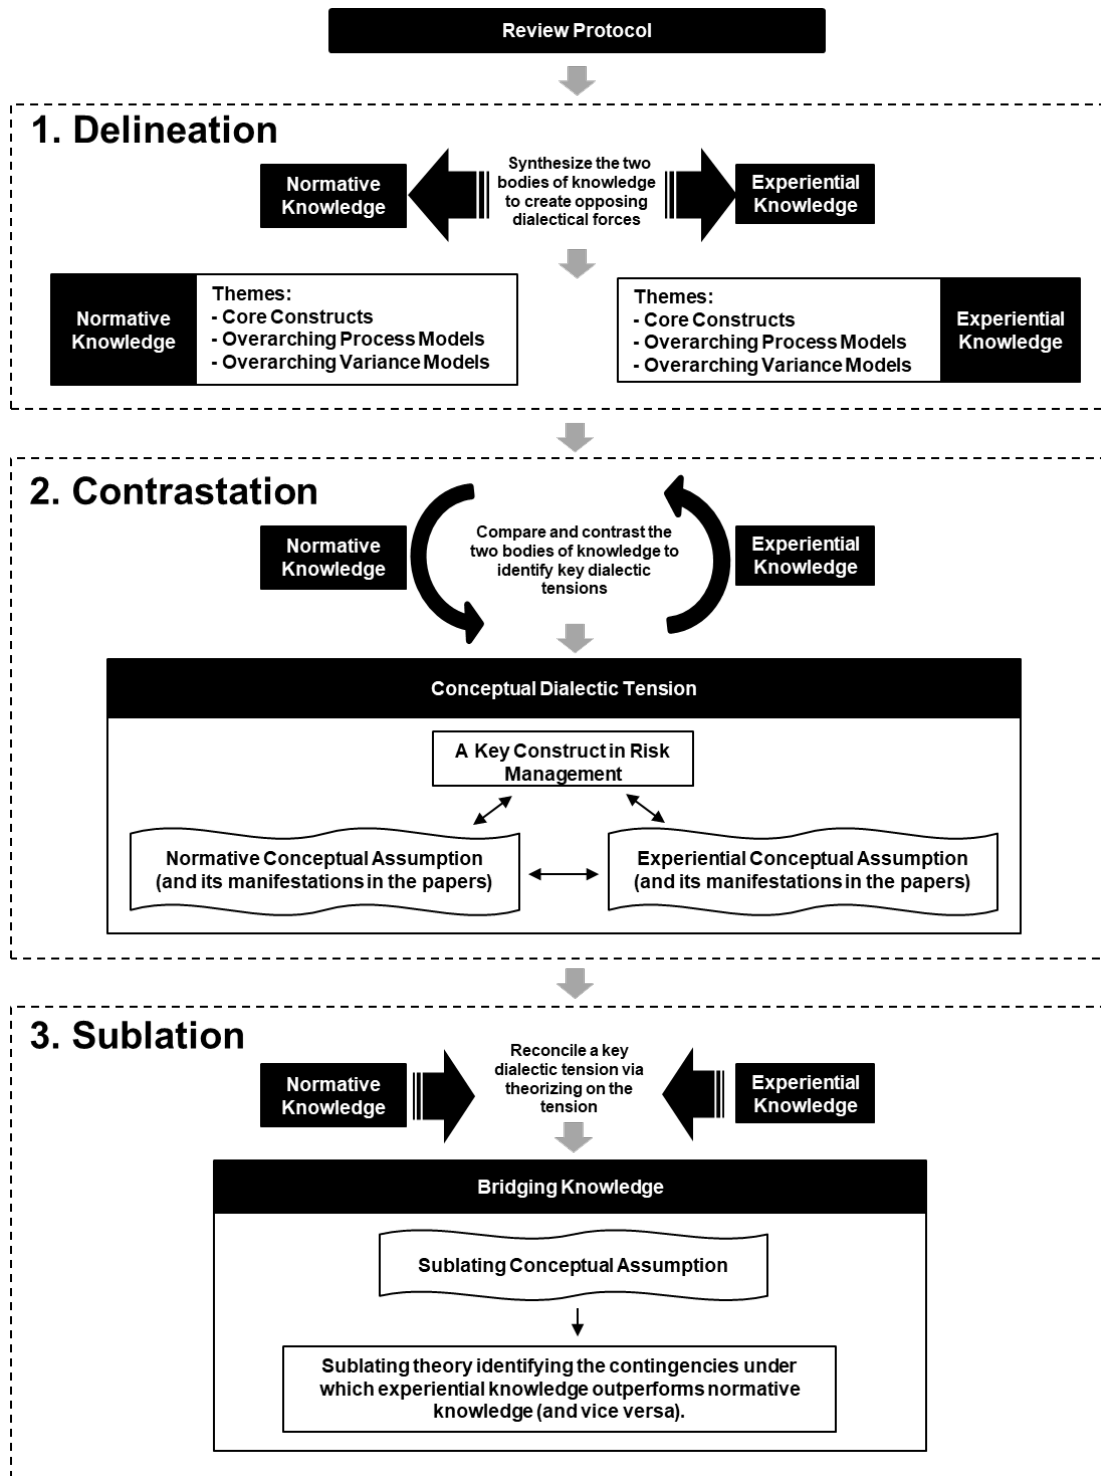 Review Protocol
1. Delineation
Normative
Knowledge
Synthesize the two
bodies of knowledge
to create opposing
dialectical forces
Experiential
Knowledge
Normative
Knowledge
Themes:
- Core Constructs
- Overarching Process Models
- Overarching Variance Models
Themes:
- Core Constructs
- Overarching Process Models
- Overarching Variance Models
Experiential
Knowledge
2. Contrastation
Normative
Knowledge
Compare and contrast the
two bodies of knowledge to
identify key dialectic
tensions
Experiential
Knowledge
Conceptual Dialectic Tension
A Key Construct in Risk
Management
Normative Conceptual Assumption
(and its manifestations in the papers)
Experiential Conceptual Assumption
(and its manifestations in the papers)
3. Sublation
Normative
Knowledge
Reconcile a key
dialectic tension via
theorizing on the
tension
Experiential
Knowledge
Bridging Knowledge
Sublating Conceptual Assumption
Sublating theory identifying the contingencies under
which experiential knowledge outperforms normative
knowledge (and vice versa).